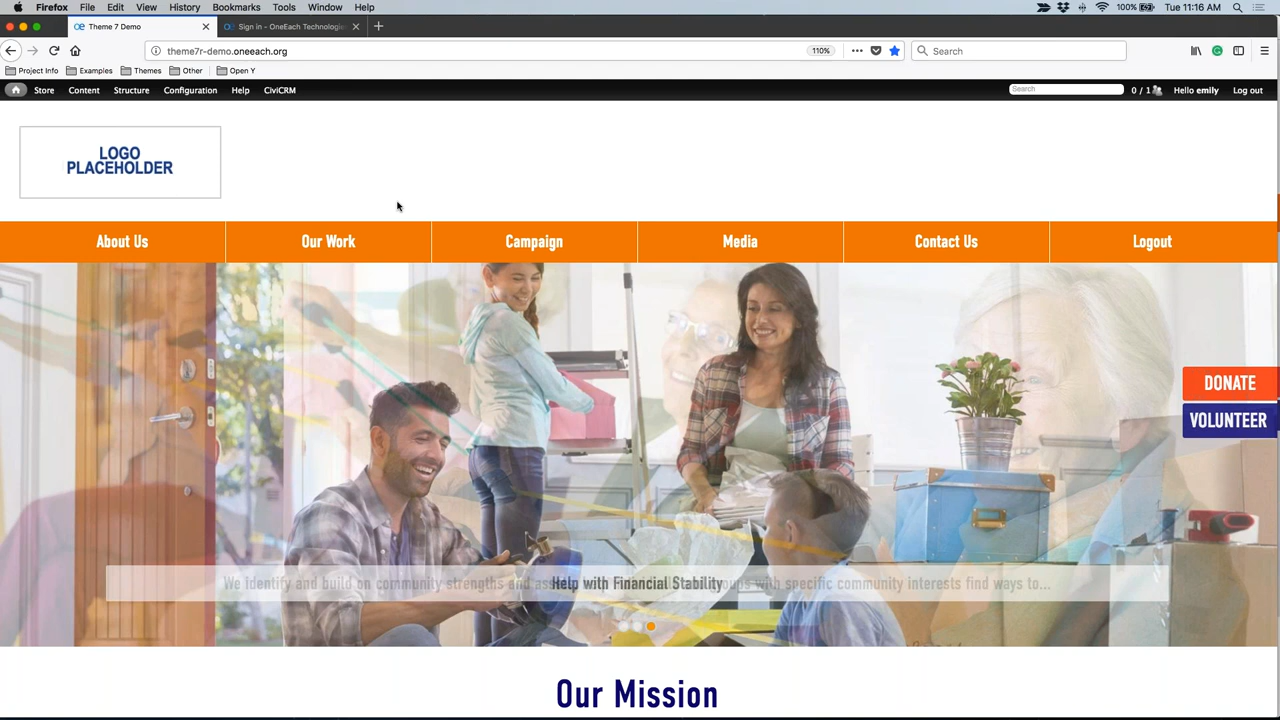 Firefox File Edit View History Bookmarks Tools Window Help 100% Tue 11:16 AM
Theme 7 Demo Sign in - OneEach Technologie
theme7r-demo.oneeach.org 110% Search
Project Info Examples Themes Other Open Y
Store Content Structure Configuration Help CiviCRM Search 0 / 1 Hello emily Log out
LOGO
PLACEHOLDER
About Us Our Work Campaign Media Contact Us Logout
DONATE
VOLUNTEER
We identify and build on community strengths and as
Help with Financial Stability
ups with specific community interests find ways to...
Our Mission